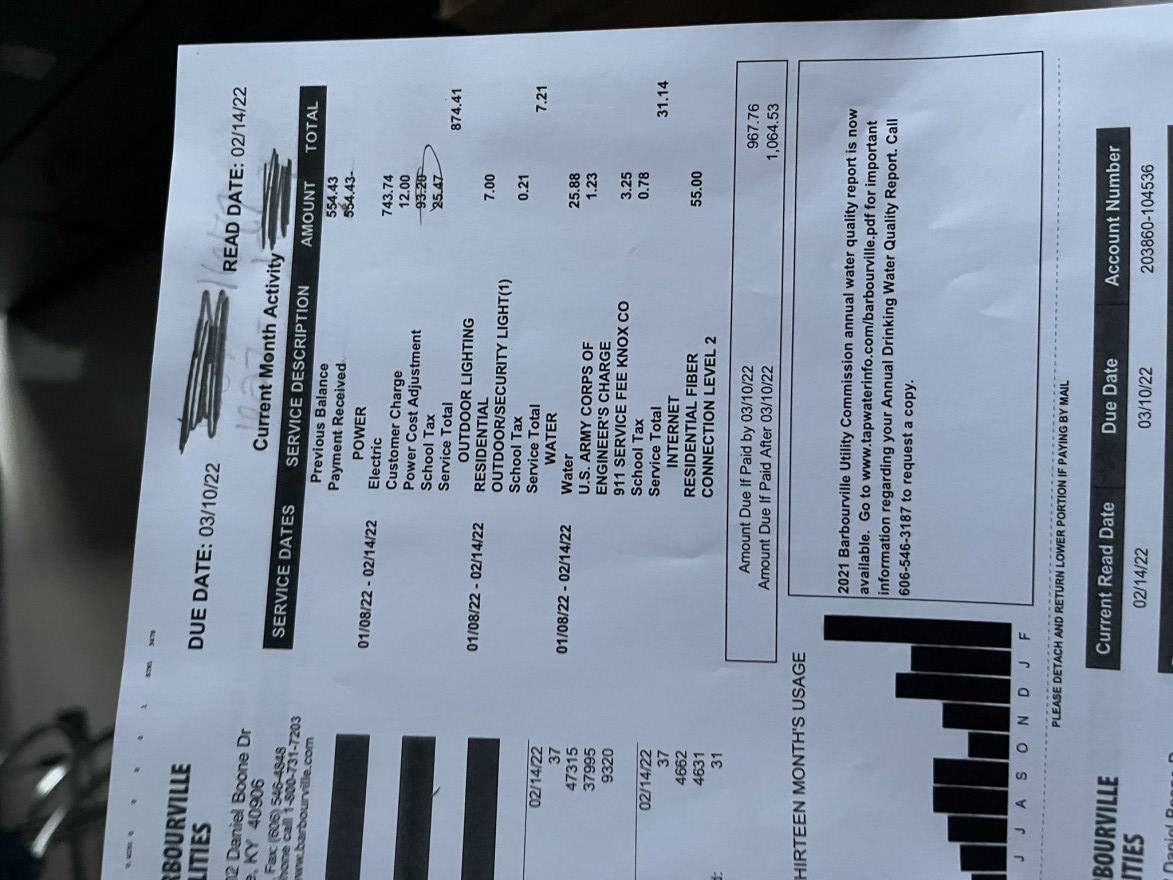 RBOURVILLE
LITIES
02 Daniel Boone Dr
e, KY 40906
Fax: (606) 546-4848
hone call 1-800-731-7203
www.barbourville.com
DUE DATE: 03/10/22 READ DATE: 02/14/22
Current Month Activity
SERVICE DATES SERVICE DESCRIPTION AMOUNT TOTAL
Previous Balance 554.43
Payment Received 554.43-
POWER
01/08/22 - 02/14/22 Electric 743.74
Customer Charge 12.00
Power Cost Adjustment 93.20
School Tax 25.47
Service Total 874.41
OUTDOOR LIGHTING
01/08/22 - 02/14/22 RESIDENTIAL 7.00
OUTDOOR/SECURITY LIGHT(1)
School Tax 0.21
Service Total 7.21
WATER
01/08/22 - 02/14/22 Water 25.88
U.S. ARMY CORPS OF 1.23
ENGINEER'S CHARGE
911 SERVICE FEE KNOX CO 3.25
School Tax 0.78
Service Total 31.14
INTERNET
RESIDENTIAL FIBER 55.00
CONNECTION LEVEL 2
Amount Due If Paid by 03/10/22 967.76
Amount Due If Paid After 03/10/22 1,064.53
02/14/22
37
47315
37995
9320
02/14/22
37
4662
4631
31
d:
2021 Barbourville Utility Commission annual water quality report is now
available. Go to www.tapwaterinfo.com/barbourville.pdf for important
information regarding your Annual Drinking Water Quality Report. Call
606-546-3187 to request a copy.
HIRTEEN MONTH'S USAGE
J J A S O N D J F
PLEASE DETACH AND RETURN LOWER PORTION IF PAYING BY MAIL
BOURVILLE
ITIES
Current Read Date Due Date Account Number
02/14/22 03/10/22 203860-104536